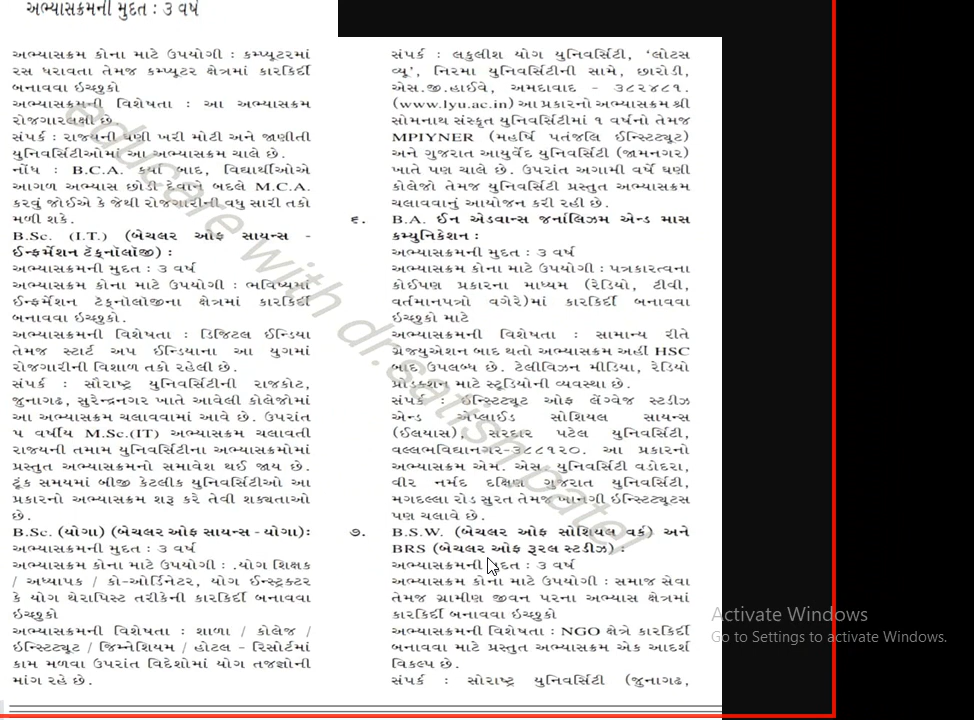 અભ્યાસક્રમની મુદત : ૩ વર્ષ
અભ્યાસક્રમ કોના માટે ઉપયોગી : કમ્પ્યુટરમાં
રસ ધરાવતા તેમજ કમ્પ્યુટર ક્ષેત્રમાં કારકિર્દી
બનાવવા ઇચ્છુકો
અભ્યાસક્રમની વિશેષતા : આ અભ્યાસક્રમ
રોજગારલક્ષી છે.
સંપર્ક : રાજ્યની ઘણી ખરી મોટી અને જાણીતી
યુનિવર્સિટીઓમાં આ અભ્યાસક્રમ ચાલે છે.
નોંધ : B.C.A. કર્યા બાદ, વિદ્યાર્થીઓએ
આગળ અભ્યાસ છોડી દેવાને બદલે M.C.A.
કરવું જોઈએ કે જેથી રોજગારીની વધુ સારી તકો
મળી શકે.
B.Sc. (I.T.) (બેચલર ઓફ સાયન્સ -
ઈન્ફર્મેશન ટેક્નોલૉજી) :
અભ્યાસક્રમની મુદત : ૩ વર્ષ
અભ્યાસક્રમ કોના માટે ઉપયોગી : ભવિષ્યમાં
ઈન્ફર્મેશન ટેક્નોલૉજીના ક્ષેત્રમાં કારકિર્દી
બનાવવા ઇચ્છુકો.
અભ્યાસક્રમની વિશેષતા : ડિજિટલ ઈન્ડિયા
તેમજ સ્ટાર્ટ અપ ઈન્ડિયાના આ યુગમાં
રોજગારીની વિશાળ તકો રહેલી છે.
સંપર્ક : સૌરાષ્ટ્ર યુનિવર્સિટીની રાજકોટ,
જુનાગઢ, સુરેન્દ્રનગર ખાતે આવેલી કોલેજોમાં
આ અભ્યાસક્રમ ચલાવવામાં આવે છે. ઉપરાંત
૫ વર્ષીય M.Sc.(IT) અભ્યાસક્રમ ચલાવતી
રાજ્યની તમામ યુનિવર્સિટીના અભ્યાસક્રમોમાં
પ્રસ્તુત અભ્યાસક્રમનો સમાવેશ થઈ જાય છે.
ટૂંક સમયમાં બીજી કેટલીક યુનિવર્સિટીઓ આ
પ્રકારનો અભ્યાસક્રમ શરૂ કરે તેવી શક્યતાઓ
છે.
B.Sc. (યોગા) (બેચલર ઓફ સાયન્સ - યોગા):
અભ્યાસક્રમની મુદત : ૩ વર્ષ
અભ્યાસક્રમ કોના માટે ઉપયોગી : .યોગ શિક્ષક
/ અધ્યાપક / કો-ઓર્ડિનેટર, યોગ ઈન્સ્ટ્રક્ટર
કે યોગ થેરાપિસ્ટ તરીકેની કારકિર્દી બનાવવા
ઇચ્છુકો
અભ્યાસક્રમની વિશેષતા : શાળા / કોલેજ /
ઇન્સ્ટિટ્યૂટ / જિમ્નેશિયમ / હોટલ - રિસોર્ટમાં
કામ મળવા ઉપરાંત વિદેશોમાં યોગ તજજ્ઞોની
માંગ રહે છે.
સંપર્ક : લકુલીશ યોગ યુનિવર્સિટી, 'લોટસ
વ્યૂ', નિરમા યુનિવર્સિટીની સામે, છારોડી,
એસ.જી.હાઈવે, અમદાવાદ - ૩૮૨૪૮૧.
(www.lyu.ac.in) આ પ્રકારનો અભ્યાસક્રમ શ્રી
સોમનાથ સંસ્કૃત યુનિવર્સિટીમાં ૧ વર્ષનો તેમજ
MPIYNER (મહર્ષિ પતંજલિ ઈન્સ્ટિટ્યૂટ)
અને ગુજરાત આયુર્વેદ યુનિવર્સિટી (જામનગર)
ખાતે પણ ચાલે છે. ઉપરાંત અગામી વર્ષે ઘણી
કોલેજો તેમજ યુનિવર્સિટી પ્રસ્તુત અભ્યાસક્રમ
ચલાવવાનું આયોજન કરી રહી છે.
૬. B.A. ઈન એડવાન્સ જર્નાલિઝમ એન્ડ માસ
કમ્યુનિકેશન :
અભ્યાસક્રમની મુદત : ૩ વર્ષ
અભ્યાસક્રમ કોના માટે ઉપયોગી : પત્રકારત્વના
કોઈપણ પ્રકારના માધ્યમ (રેડિયો, ટીવી,
વર્તમાનપત્રો વગેરે)માં કારકિર્દી બનાવવા
ઇચ્છુકો માટે
અભ્યાસક્રમની વિશેષતા : સામાન્ય રીતે
ગ્રેજ્યુએશન બાદ થતો અભ્યાસક્રમ અહીં HSC
બાદ ઉપલબ્ધ છે. ટેલીવિઝન મીડિયા, રેડિયો
પ્રોડક્શન માટે સ્ટૂડિયોની વ્યવસ્થા છે.
સંપર્ક : ઈન્સ્ટિટ્યૂટ ઓફ લેંગ્વેજ સ્ટડીઝ
એન્ડ એપ્લાઈડ સોશિયલ સાયન્સ
(ઈલયાસ), સરદાર પટેલ યુનિવર્સિટી,
વલ્લભવિદ્યાનગર-૩૮૮૧૨૦. આ પ્રકારનો
અભ્યાસક્રમ એમ. એસ. યુનિવર્સિટી વડોદરા,
વીર નર્મદ દક્ષિણ ગુજરાત યુનિવર્સિટી,
મગદલ્લા રોડ સુરત તેમજ ખાનગી ઇન્સ્ટિટ્યૂટસ
પણ ચલાવે છે.
૭. B.S.W. (બેચલર ઓફ સોશિયલ વર્ક) અને
BRS (બેચલર ઓફ રૂરલ સ્ટડીઝ) :
અભ્યાસક્રમની મુદત : ૩ વર્ષ
અભ્યાસક્રમ કોના માટે ઉપયોગી : સમાજ સેવા
તેમજ ગ્રામીણ જીવન પરના અભ્યાસ ક્ષેત્રમાં
કારકિર્દી બનાવવા ઇચ્છુકો
અભ્યાસક્રમની વિશેષતા : NGO ક્ષેત્રે કારકિર્દી
બનાવવા માટે પ્રસ્તુત અભ્યાસક્રમ એક આદર્શ
વિકલ્પ છે.
સંપર્ક : સોરાષ્ટ્ર યુનિવર્સિટી (જુનાગઢ,
educare with dr.satish patel
Activate Windows
Go to Settings to activate Windows.